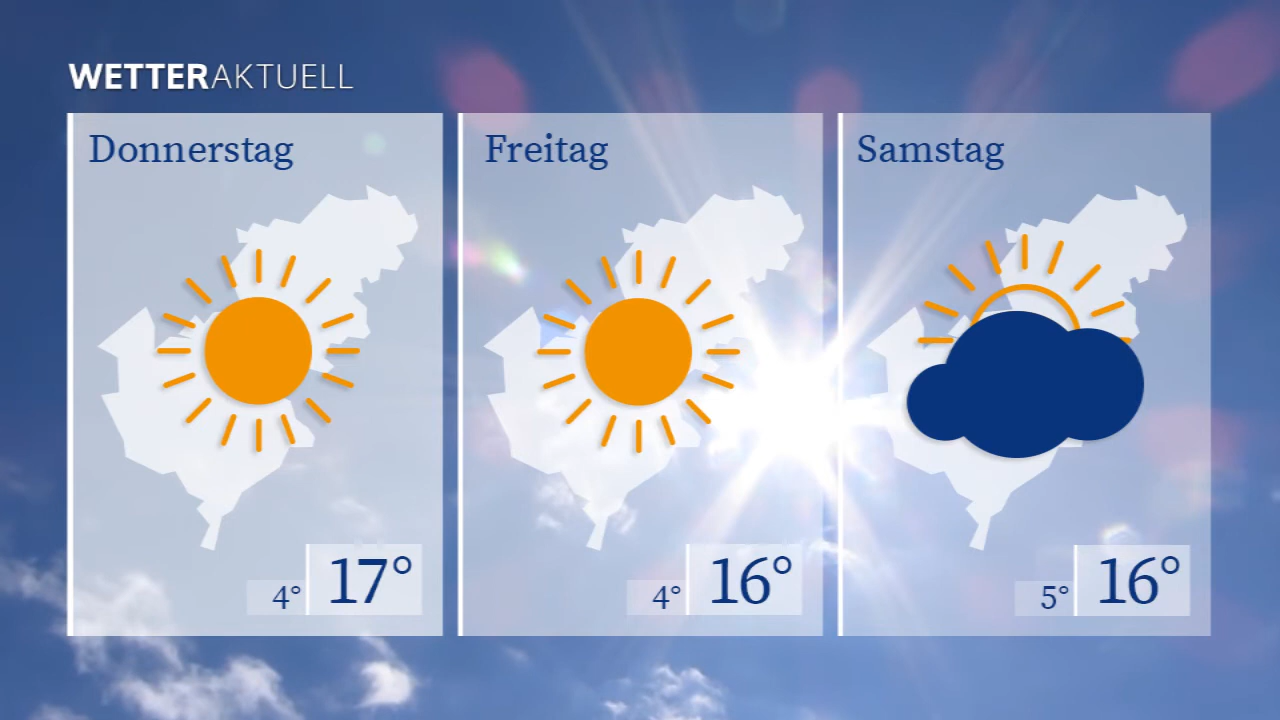 WETTERAKTUELL
Donnerstag
4° 17°
Freitag
4° 16°
Samstag
5° 16°